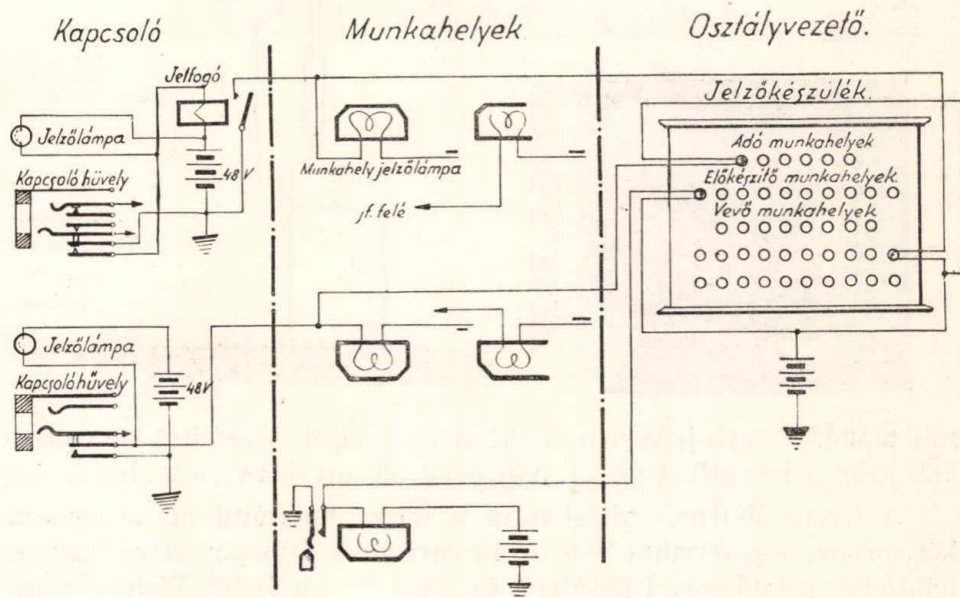 Kapcsoló
Munkahelyek
Osztályvezető.
Jelfogó
Jelzőlámpa
48 V
Kapcsoló hüvely
Munkahely jelzőlámpa
jf. felé
Jelzőkészülék.
Adó munkahelyek
Előkészítő munkahelyek
Vevő munkahelyek
Jelzőlámpa
48V
Kapcsoló hüvely